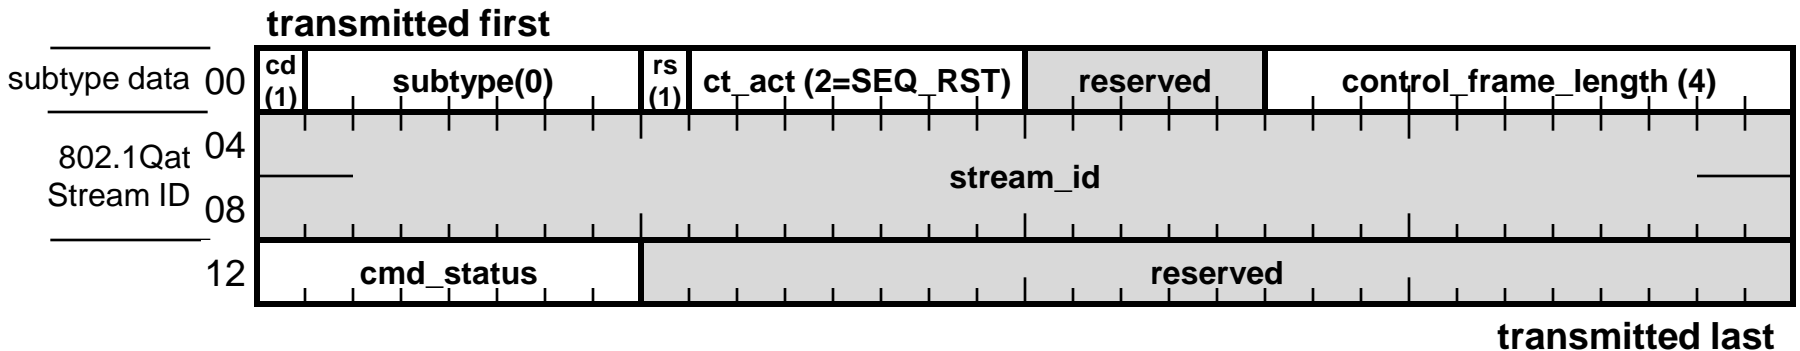 transmitted first
subtype data 00 cd (1) subtype(0) rs (1) ct_act (2=SEQ_RST) reserved control_frame_length (4)
04
802.1Qat Stream ID stream_id
08
12 cmd_status reserved
transmitted last